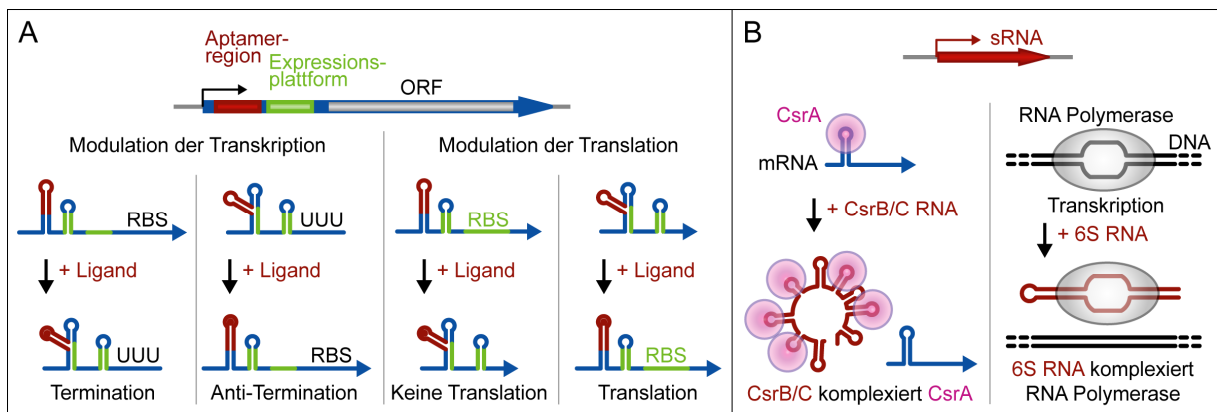 A
Aptamer-
region
Expressions-
plattform
ORF
Modulation der Transkription
Modulation der Translation
RBS
UUU
RBS
+ Ligand
+ Ligand
+ Ligand
+ Ligand
UUU
RBS
RBS
Termination
Anti-Termination
Keine Translation
Translation
B
sRNA
CsrA
mRNA
+ CsrB/C RNA
CsrB/C komplexiert CsrA
RNA Polymerase
DNA
Transkription
+ 6S RNA
6S RNA komplexiert
RNA Polymerase